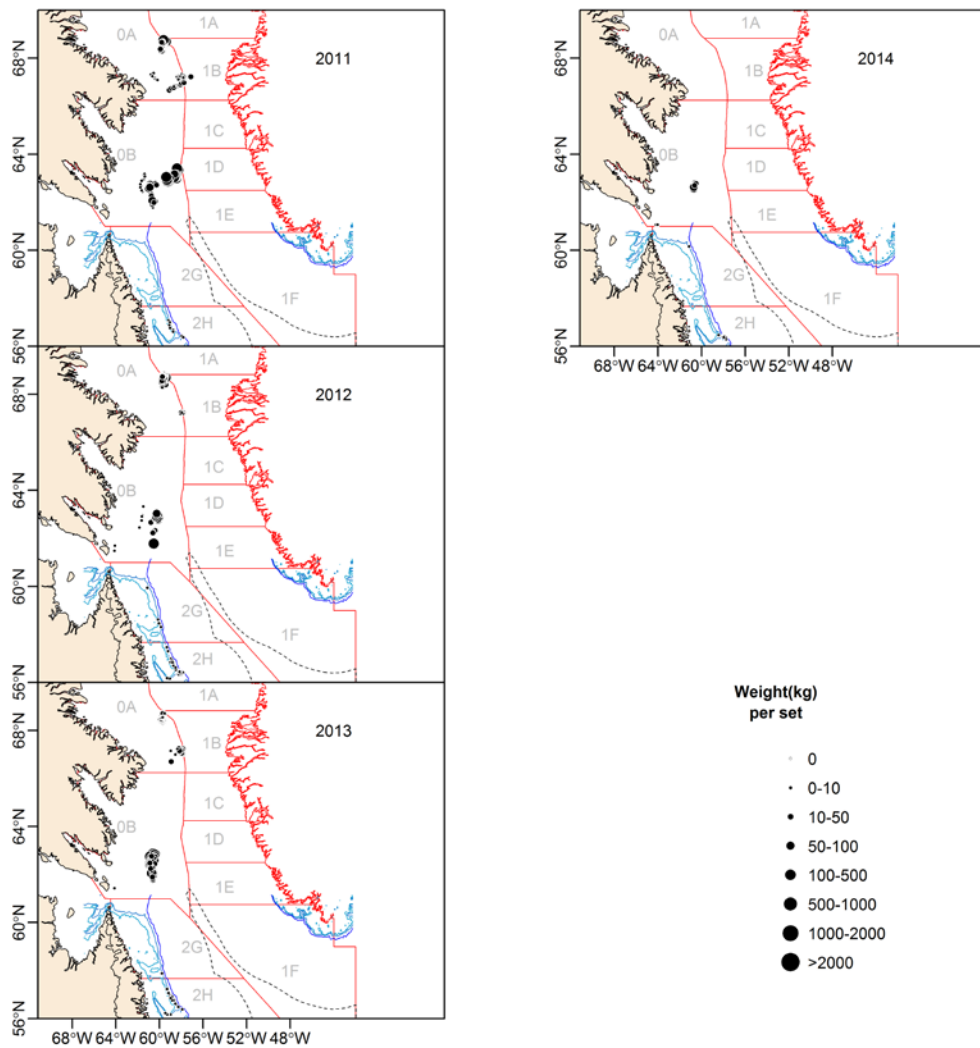 0A
1A
2011
68°N
1B
1C
64°N
0B
1D
1E
60°N
2G
1F
2H
56°N
0A
1A
2014
68°N
1B
1C
64°N
0B
1D
1E
60°N
2G
1F
2H
56°N
68°W 64°W 60°W 56°W 52°W 48°W
0A
1A
2012
68°N
1B
1C
64°N
0B
1D
1E
60°N
2G
1F
2H
56°N
0A
1A
2013
68°N
1B
1C
64°N
0B
1D
1E
60°N
2G
1F
2H
56°N
68°W 64°W 60°W 56°W 52°W 48°W
Weight(kg)
per set
0
0-10
10-50
50-100
100-500
500-1000
1000-2000
>2000